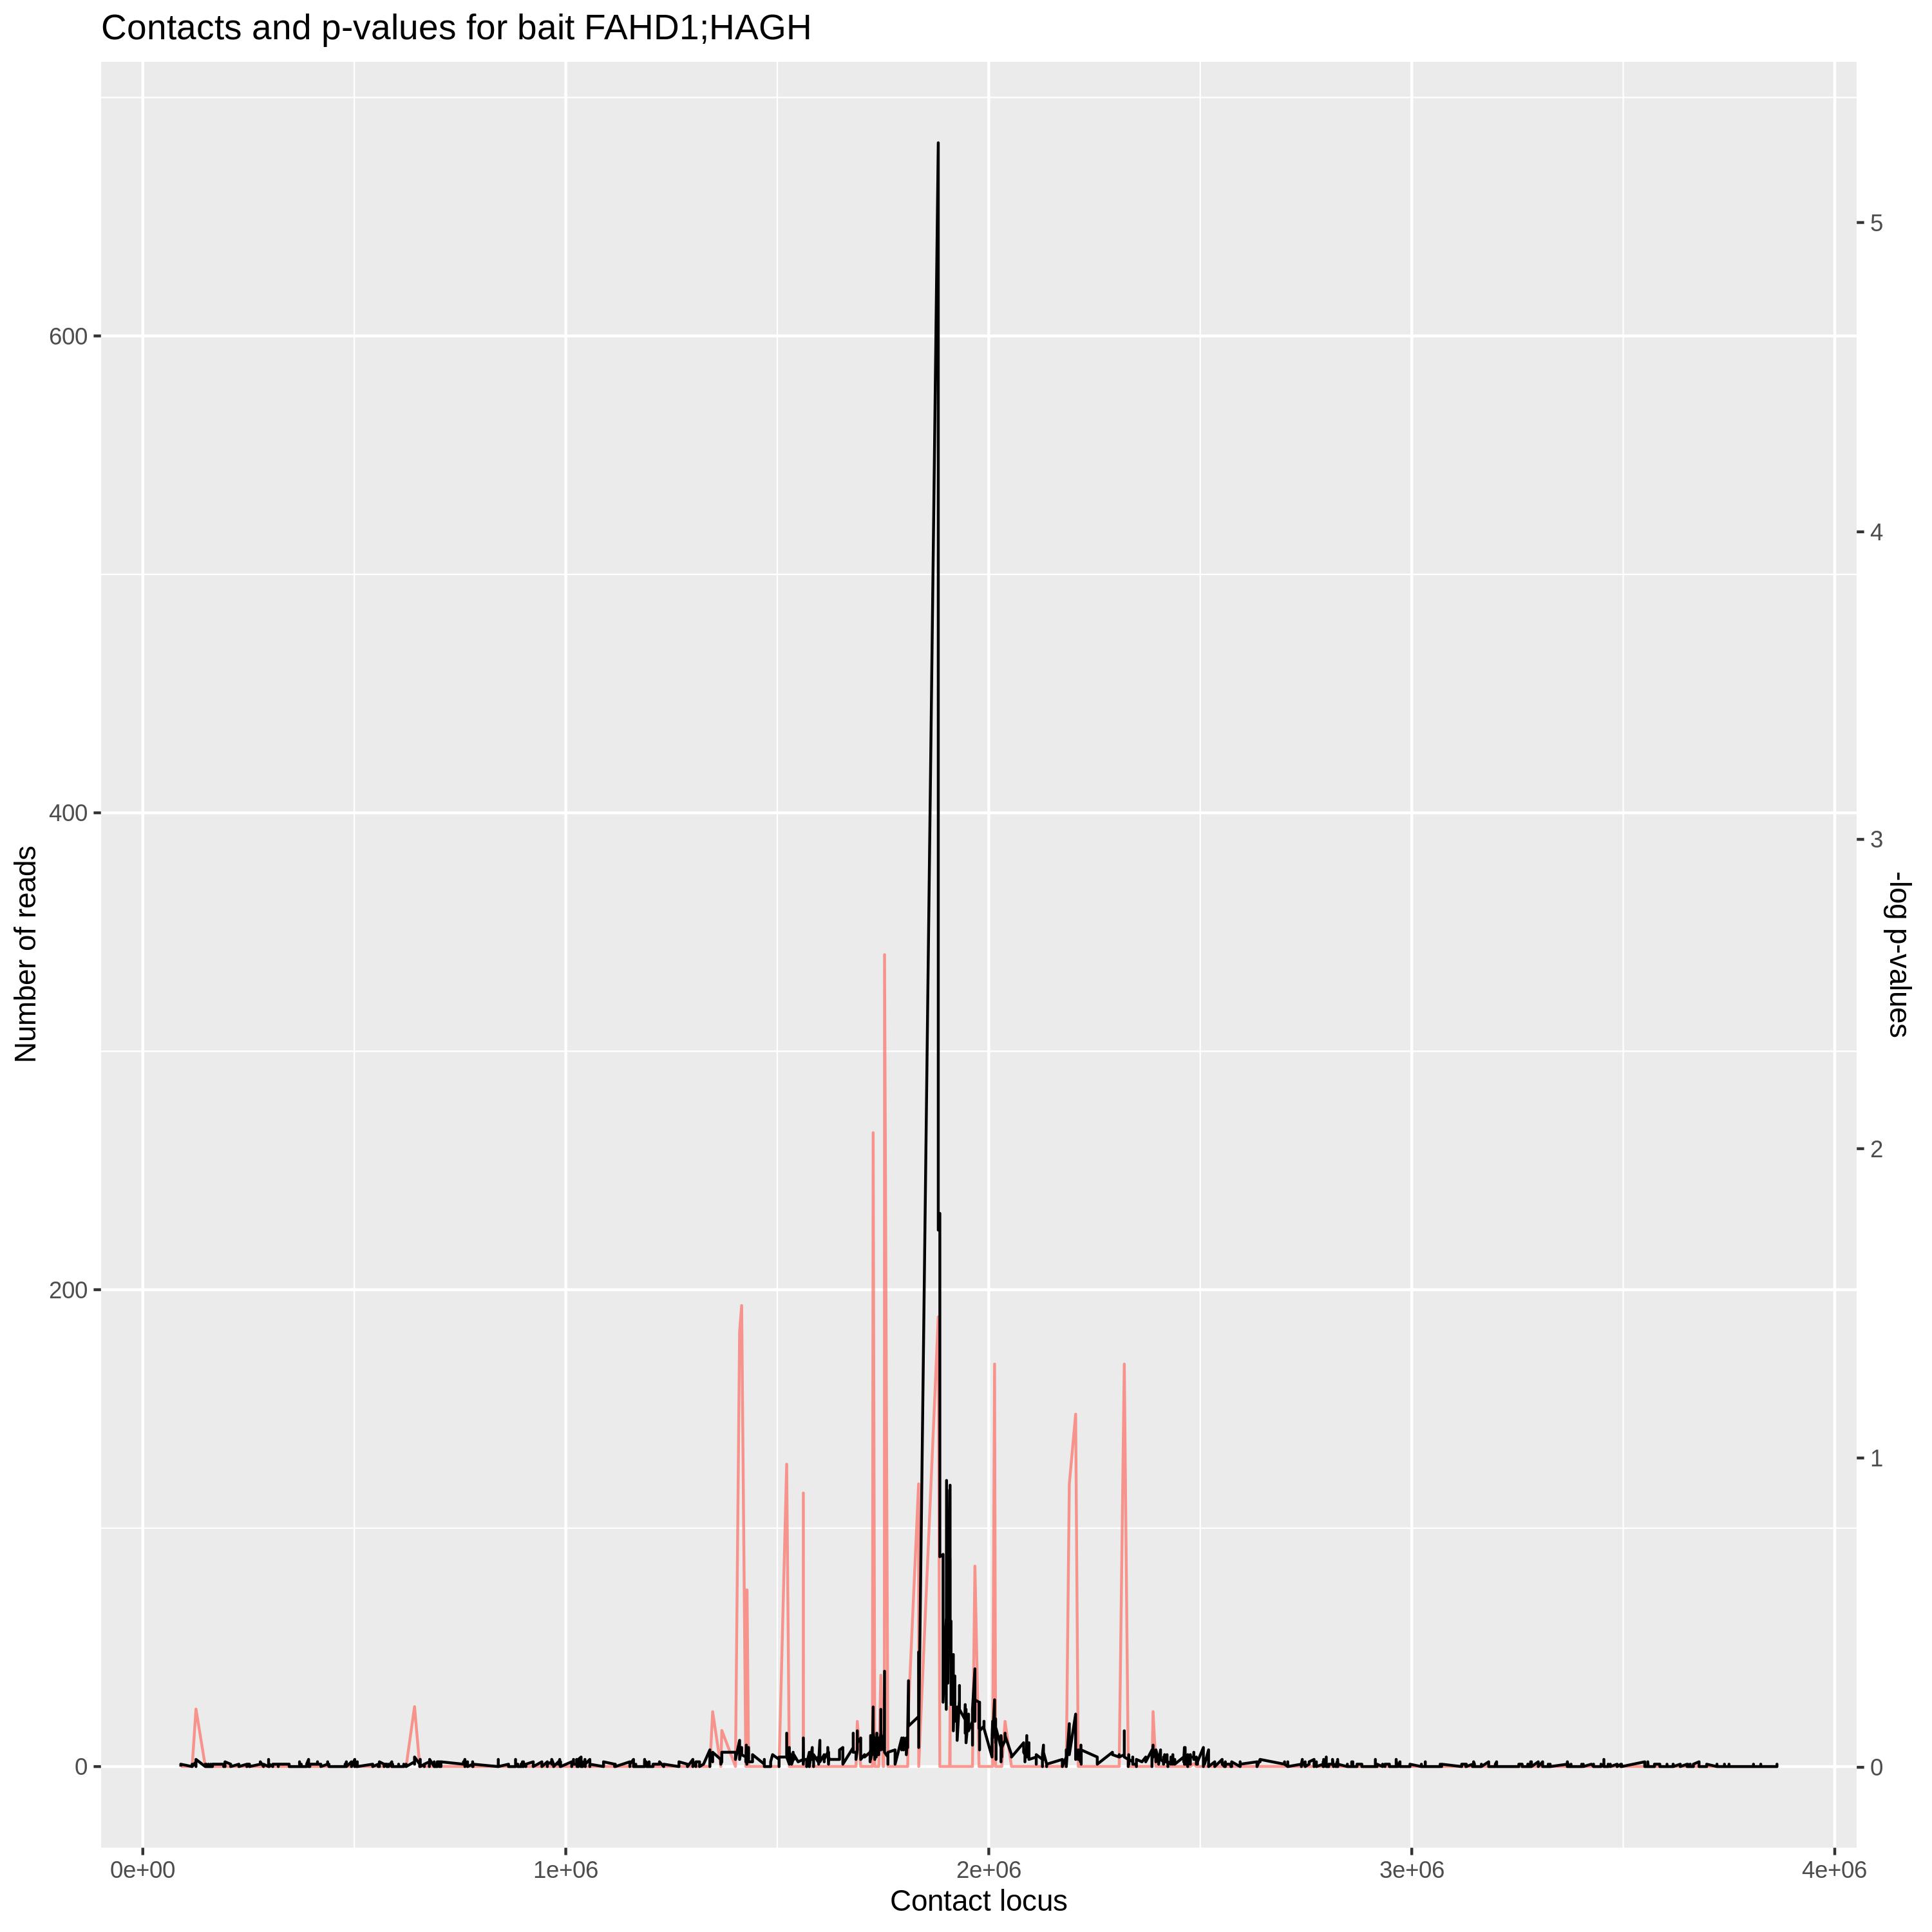 Contacts and p-values for bait FAHD1;HAGH
600
400
200
0
Number of reads
5
4
3
2
1
0
-log p-values
0e+00
1e+06
2e+06
3e+06
4e+06
Contact locus